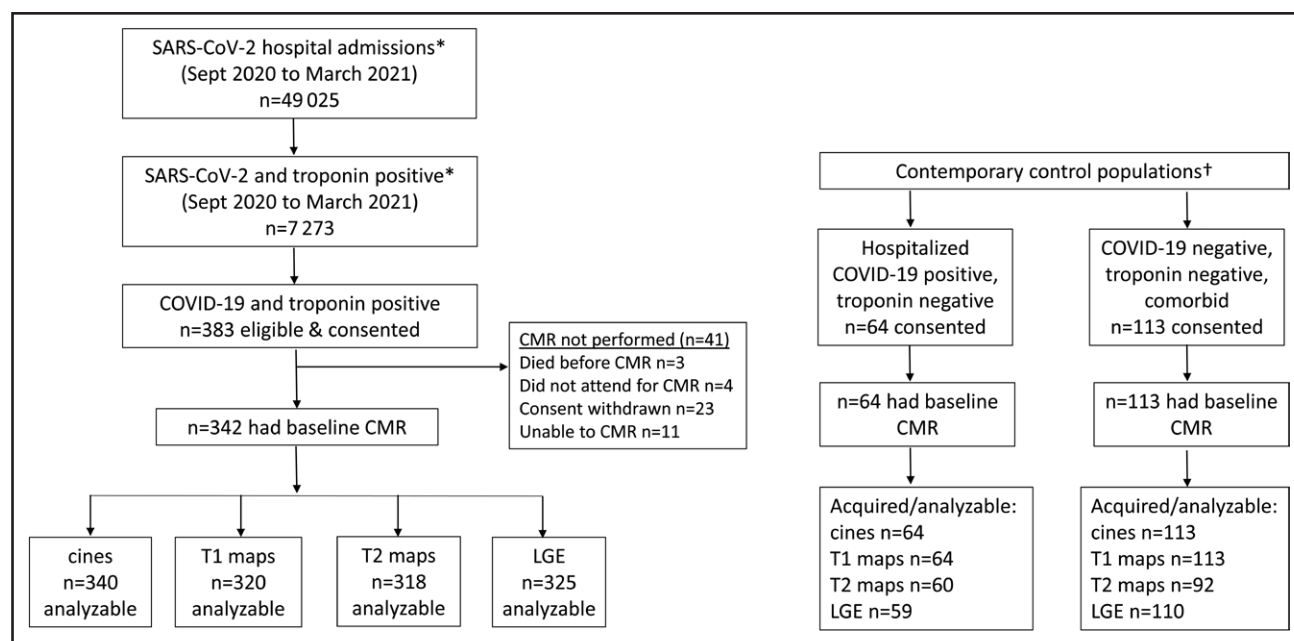 SARS-CoV-2 hospital admissions*
(Sept 2020 to March 2021)
n=49 025
SARS-CoV-2 and troponin positive*
(Sept 2020 to March 2021)
n=7 273
COVID-19 and troponin positive
n=383 eligible & consented
CMR not performed (n=41)
Died before CMR n=3
Did not attend for CMR n=4
Consent withdrawn n=23
Unable to CMR n=11
n=342 had baseline CMR
cines
n=340
analyzable
T1 maps
n=320
analyzable
T2 maps
n=318
analyzable
LGE
n=325
analyzable
Contemporary control populations†
Hospitalized
COVID-19 positive,
troponin negative
n=64 consented
n=64 had baseline
CMR
Acquired/analyzable:
cines n=64
T1 maps n=64
T2 maps n=60
LGE n=59
COVID-19 negative,
troponin negative,
comorbid
n=113 consented
n=113 had baseline
CMR
Acquired/analyzable:
cines n=113
T1 maps n=113
T2 maps n=92
LGE n=110